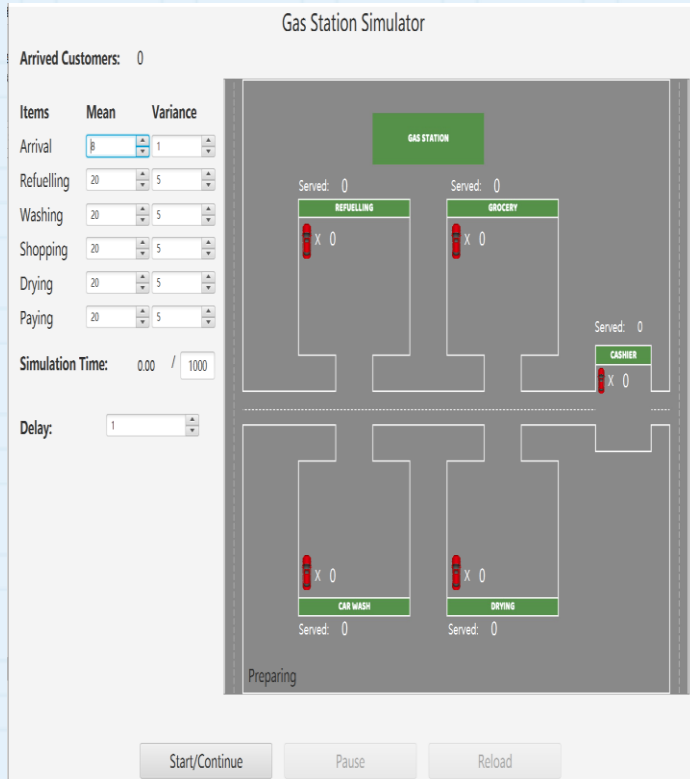 Gas Station Simulator
Arrived Customers: 0
Items Mean Variance
Arrival 8 1
Refuelling 20 5
Washing 20 5
Shopping 20 5
Drying 20 5
Paying 20 5
Simulation Time: 0.00 / 1000
Delay: 1
GAS STATION
Served: 0
REFUELLING
X 0
Served: 0
GROCERY
X 0
Served: 0
CASHIER
X 0
X 0
CAR WASH
Served: 0
X 0
DRYING
Served: 0
Preparing
Start/Continue Pause Reload